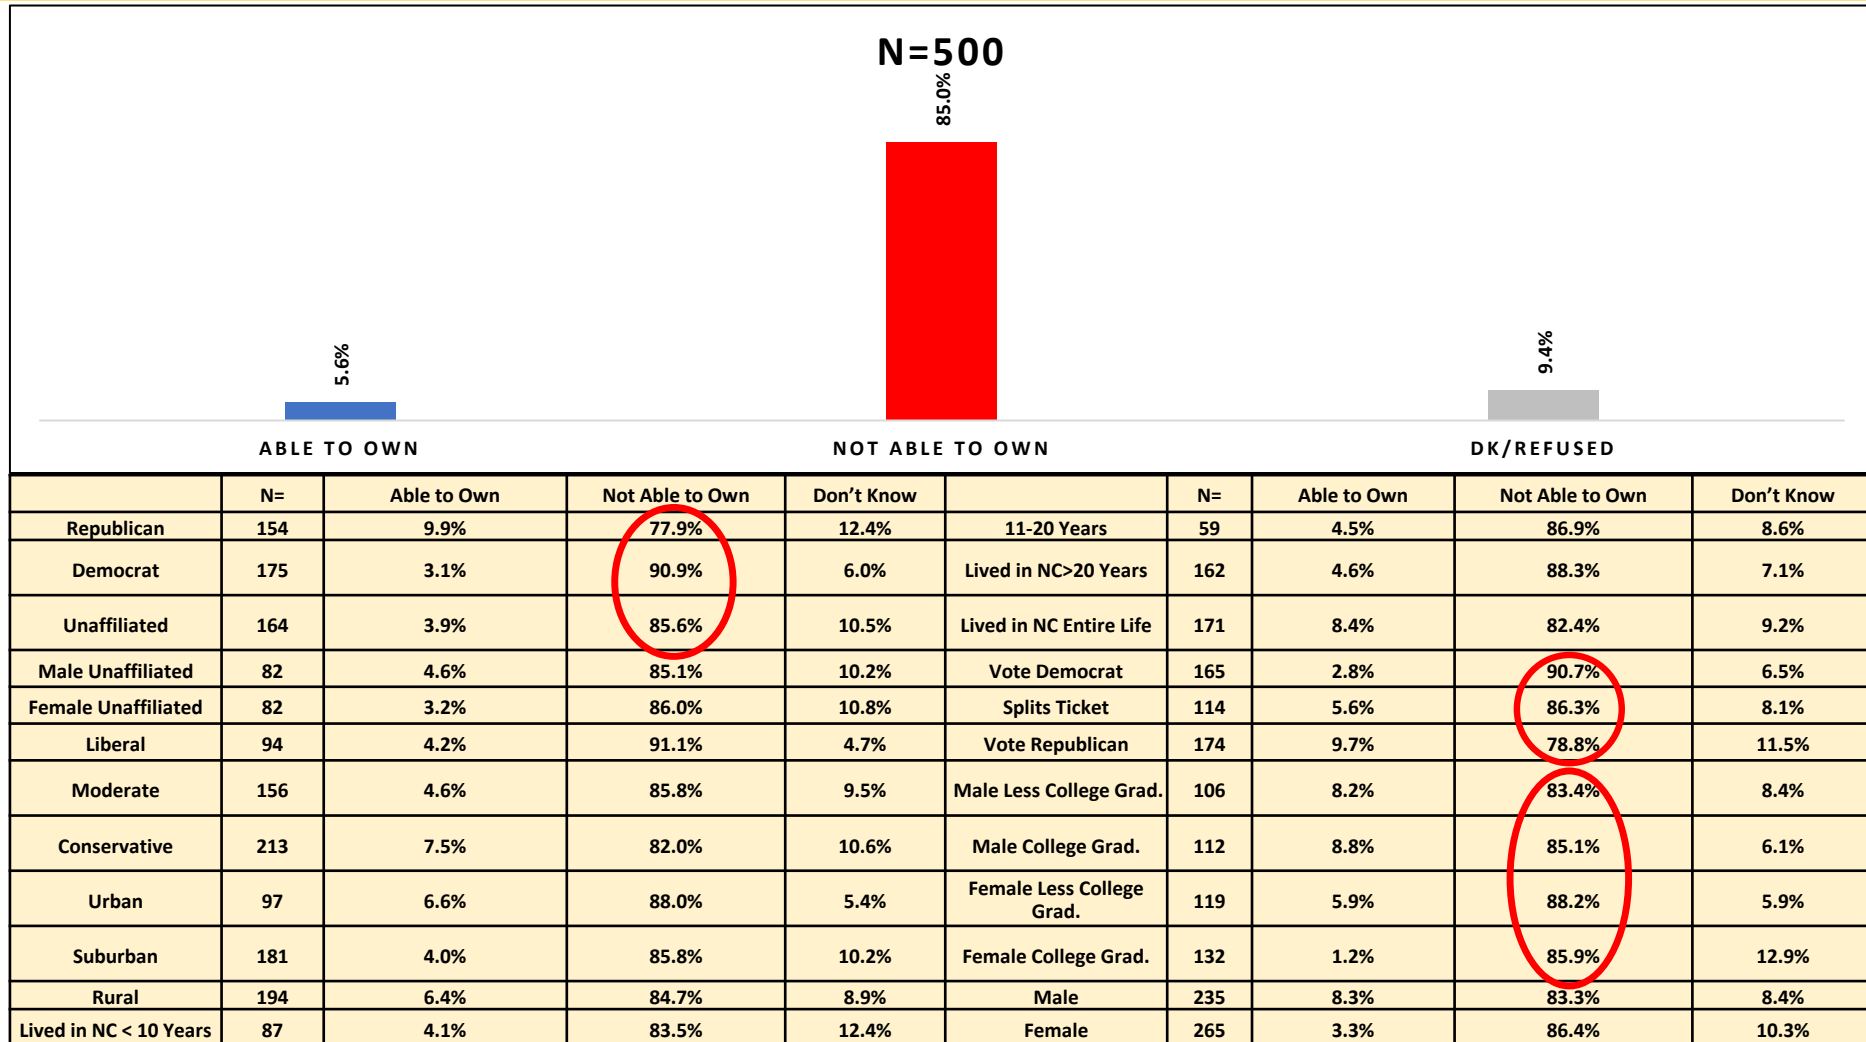 N=500
85.0%
5.6%
9.4%
ABLE TO OWN NOT ABLE TO OWN DK/REFUSED
N= Able to Own Not Able to Own Don't Know N= Able to Own Not Able to Own Don't Know
Republican 154 9.9% 77.9% 12.4% 11-20 Years 59 4.5% 86.9% 8.6%
Democrat 175 3.1% 90.9% 6.0% Lived in NC>20 Years 162 4.6% 88.3% 7.1%
Unaffiliated 164 3.9% 85.6% 10.5% Lived in NC Entire Life 171 8.4% 82.4% 9.2%
Male Unaffiliated 82 4.6% 85.1% 10.2% Vote Democrat 165 2.8% 90.7% 6.5%
Female Unaffiliated 82 3.2% 86.0% 10.8% Splits Ticket 114 5.6% 86.3% 8.1%
Liberal 94 4.2% 91.1% 4.7% Vote Republican 174 9.7% 78.8% 11.5%
Moderate 156 4.6% 85.8% 9.5% Male Less College Grad. 106 8.2% 83.4% 8.4%
Conservative 213 7.5% 82.0% 10.6% Male College Grad. 112 8.8% 85.1% 6.1%
Urban 97 6.6% 88.0% 5.4% Female Less College
Grad. 119 5.9% 88.2% 5.9%
Suburban 181 4.0% 85.8% 10.2% Female College Grad. 132 1.2% 85.9% 12.9%
Rural 194 6.4% 84.7% 8.9% Male 235 8.3% 83.3% 8.4%
Lived in NC < 10 Years 87 4.1% 83.5% 12.4% Female 265 3.3% 86.4% 10.3%